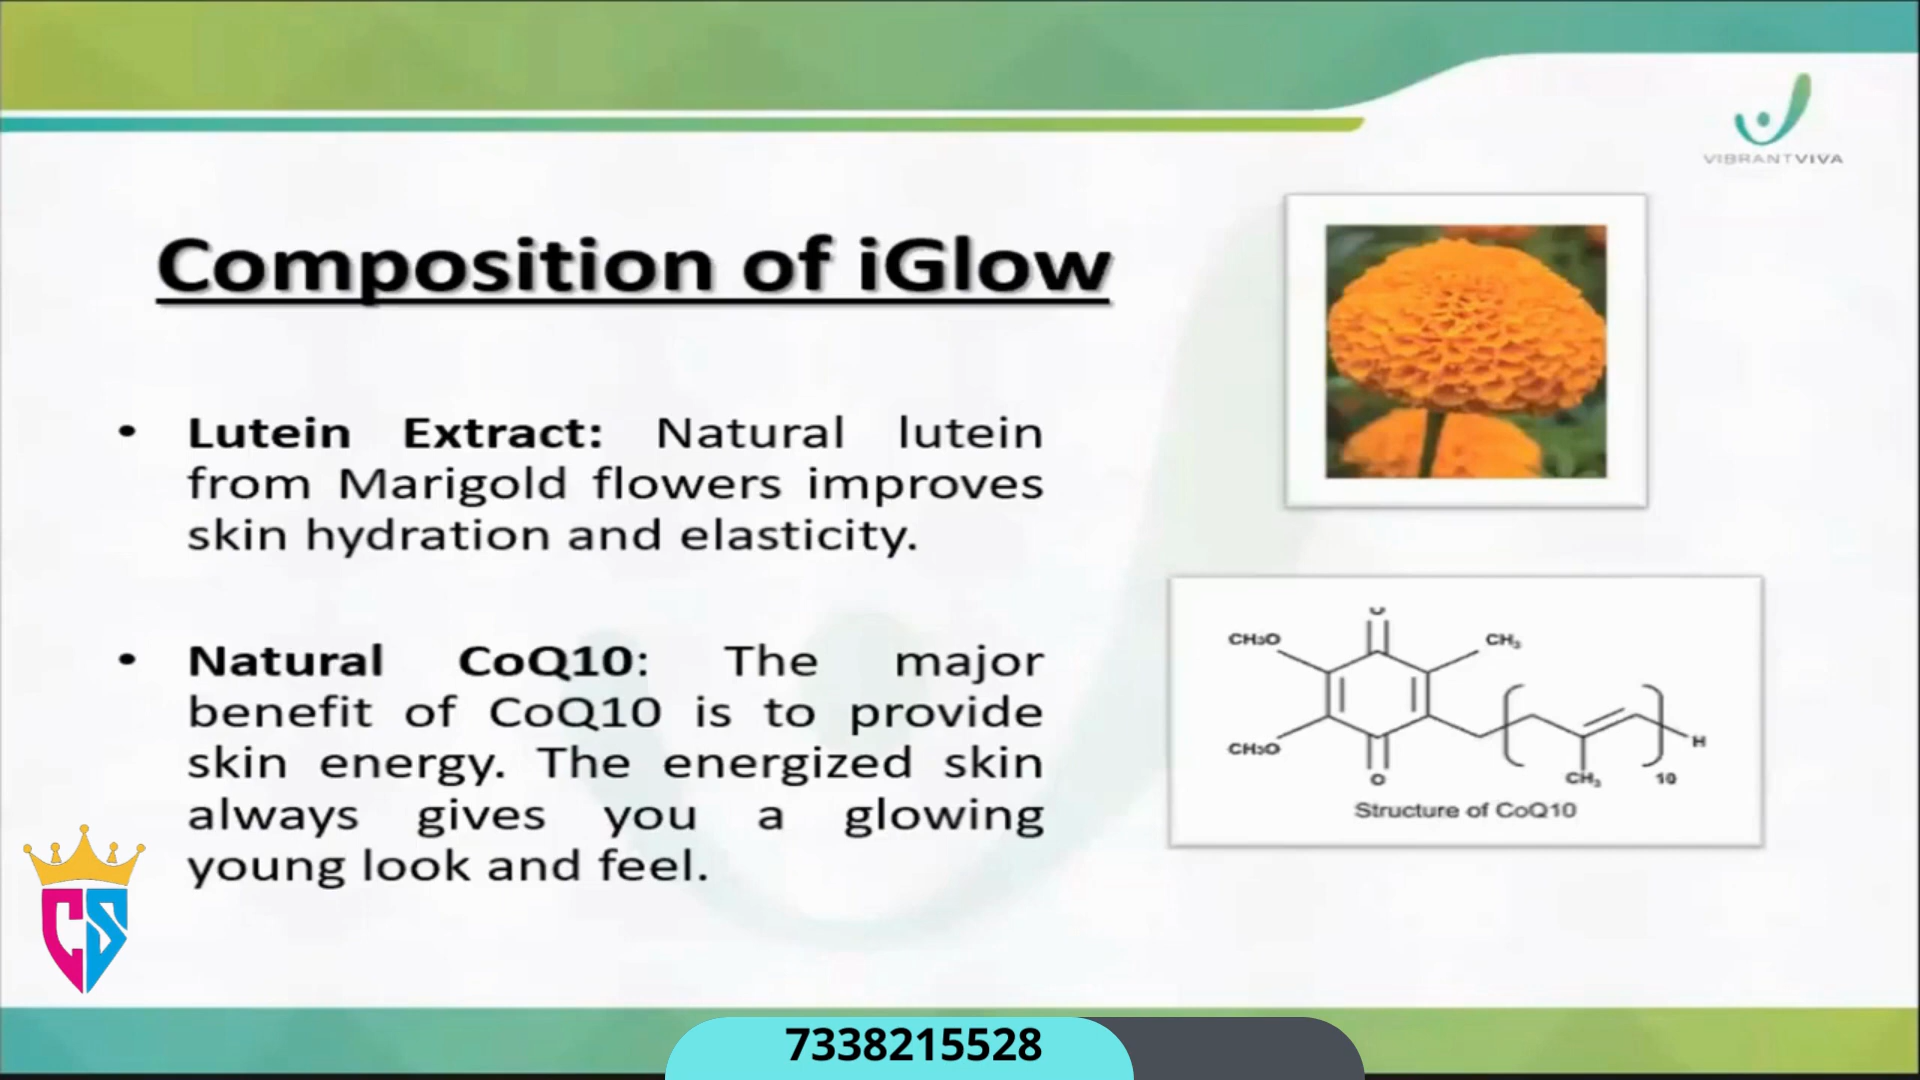 VIBRANTVIVA
Composition of iGlow
• Lutein Extract: Natural lutein
from Marigold flowers improves
skin hydration and elasticity.
• Natural CoQ10: The major
benefit of CoQ10 is to provide
skin energy. The energized skin
always gives you a glowing
young look and feel.
O
CH₃O
CH₃
CH₃O
O
CH₃
10
H
Structure of CoQ10
CS
7338215528